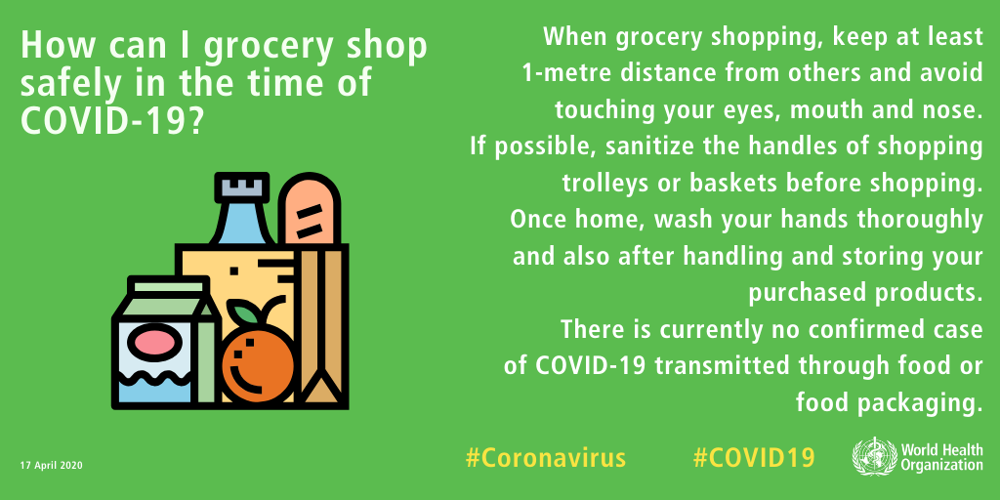 How can I grocery shop
safely in the time of
COVID-19?
When grocery shopping, keep at least
1-metre distance from others and avoid
touching your eyes, mouth and nose.
If possible, sanitize the handles of shopping
trolleys or baskets before shopping.
Once home, wash your hands thoroughly
and also after handling and storing your
purchased products.
There is currently no confirmed case
of COVID-19 transmitted through food or
food packaging.
17 April 2020
#Coronavirus
#COVID19
World Health
Organization